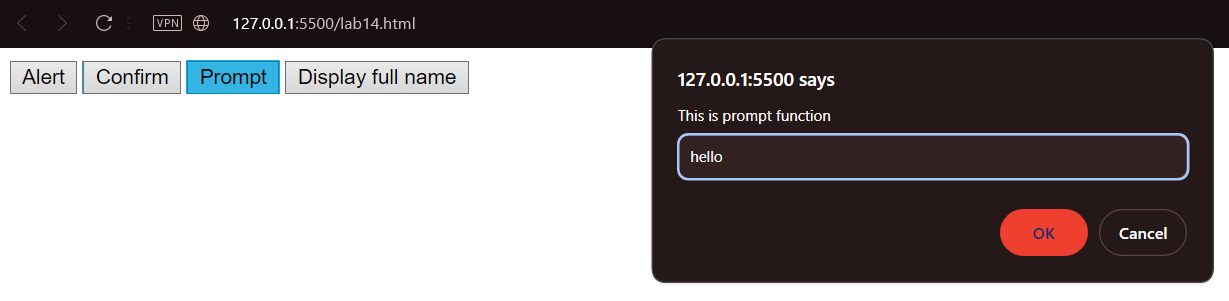 VPN 127.0.0.1:5500/lab14.html
Alert Confirm Prompt Display full name
127.0.0.1:5500 says
This is prompt function
hello
OK Cancel